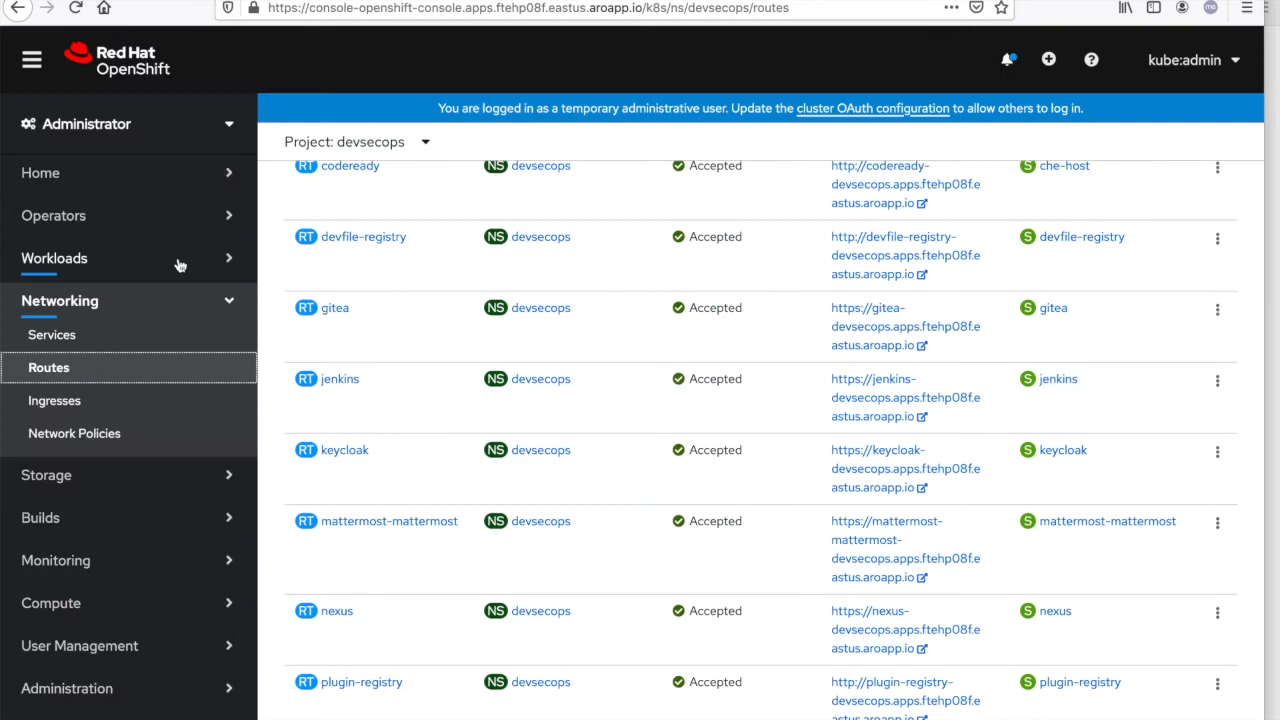 https://console-openshift-console.apps.ftehp08f.eastus.aroapp.io/k8s/ns/devsecops/routes
Red Hat
OpenShift
kube:admin
You are logged in as a temporary administrative user. Update the cluster OAuth configuration to allow others to log in.
Administrator
Home
Operators
Workloads
Networking
Services
Routes
Ingresses
Network Policies
Storage
Builds
Monitoring
Compute
User Management
Administration
Project: devsecops
RT codeready NS devsecops Accepted http://codeready- S che-host
devsecops.apps.ftehp08f.e
astus.aroapp.io
RT devfile-registry NS devsecops Accepted http://devfile-registry- S devfile-registry
devsecops.apps.ftehp08f.e
astus.aroapp.io
RT gitea NS devsecops Accepted https://gitea- S gitea
devsecops.apps.ftehp08f.e
astus.aroapp.io
RT jenkins NS devsecops Accepted https://jenkins- S jenkins
devsecops.apps.ftehp08f.e
astus.aroapp.io
RT keycloak NS devsecops Accepted https://keycloak- S keycloak
devsecops.apps.ftehp08f.e
astus.aroapp.io
RT mattermost-mattermost NS devsecops Accepted https://mattermost- S mattermost-mattermost
mattermost-
devsecops.apps.ftehp08f.e
astus.aroapp.io
RT nexus NS devsecops Accepted https://nexus- S nexus
devsecops.apps.ftehp08f.e
astus.aroapp.io
RT plugin-registry NS devsecops Accepted http://plugin-registry- S plugin-registry
devsecops.apps.ftehp08f.e
astus.aroapp.io